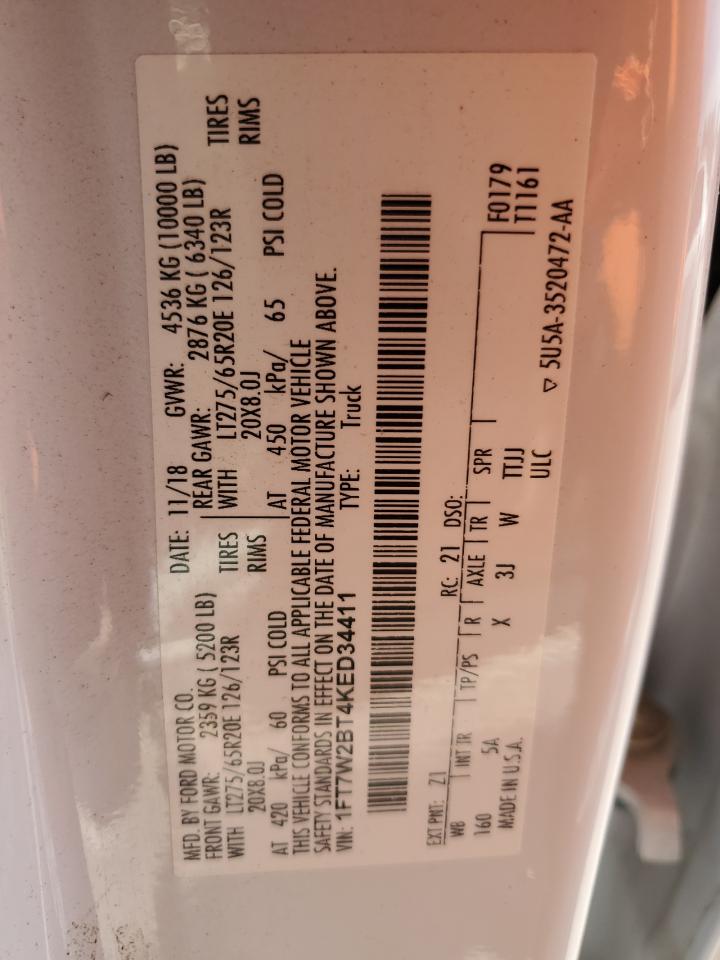 MFD. BY FORD MOTOR CO.
DATE: 11/18 GVWR: 4536 KG (10000 LB)
FRONT GAWR: 2359 KG ( 5200 LB)
REAR GAWR: 2876 KG ( 6340 LB)
WITH LT275/65R20E 126/123R TIRES
WITH LT275/65R20E 126/123R TIRES
20X8.0J RIMS
20X8.0J RIMS
AT 420 kPa/ 60 PSI COLD
AT 450 kPa/ 65 PSI COLD
THIS VEHICLE CONFORMS TO ALL APPLICABLE FEDERAL MOTOR VEHICLE
SAFETY STANDARDS IN EFFECT ON THE DATE OF MANUFACTURE SHOWN ABOVE.
VIN: 1FT7W2BT4KED34411 TYPE: Truck
EXT PNT: Z1 RC: 21 DSO:
WB INT TR TP/PS R AXLE TR SPR F0179
160 5A X 3J W TTJJ T1161
MADE IN U.S.A. ULC
▽ 5U5A-3520472-AA